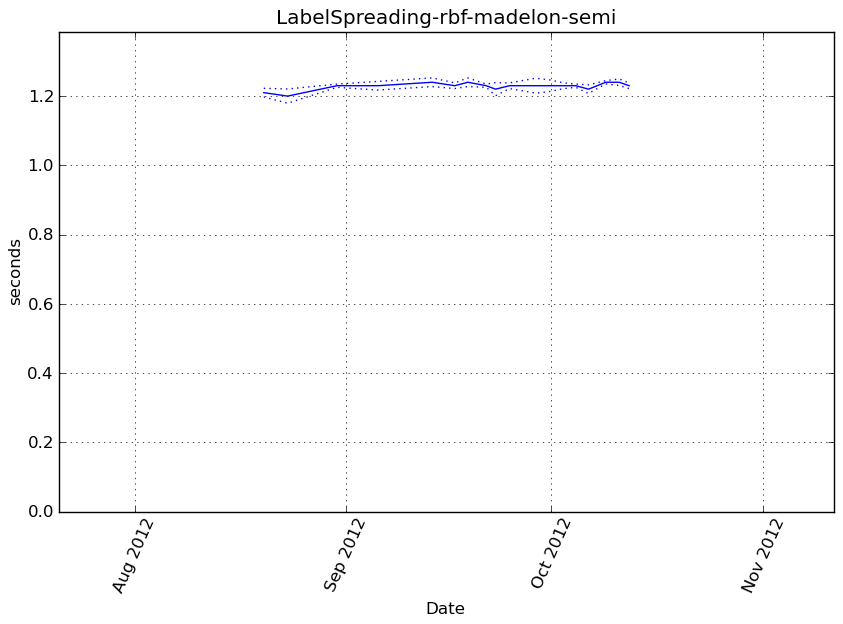 LabelSpreading-rbf-madelon-semi
1.2
1.0
0.8
0.6
0.4
0.2
0.0
seconds
Aug 2012
Sep 2012
Oct 2012
Nov 2012
Date